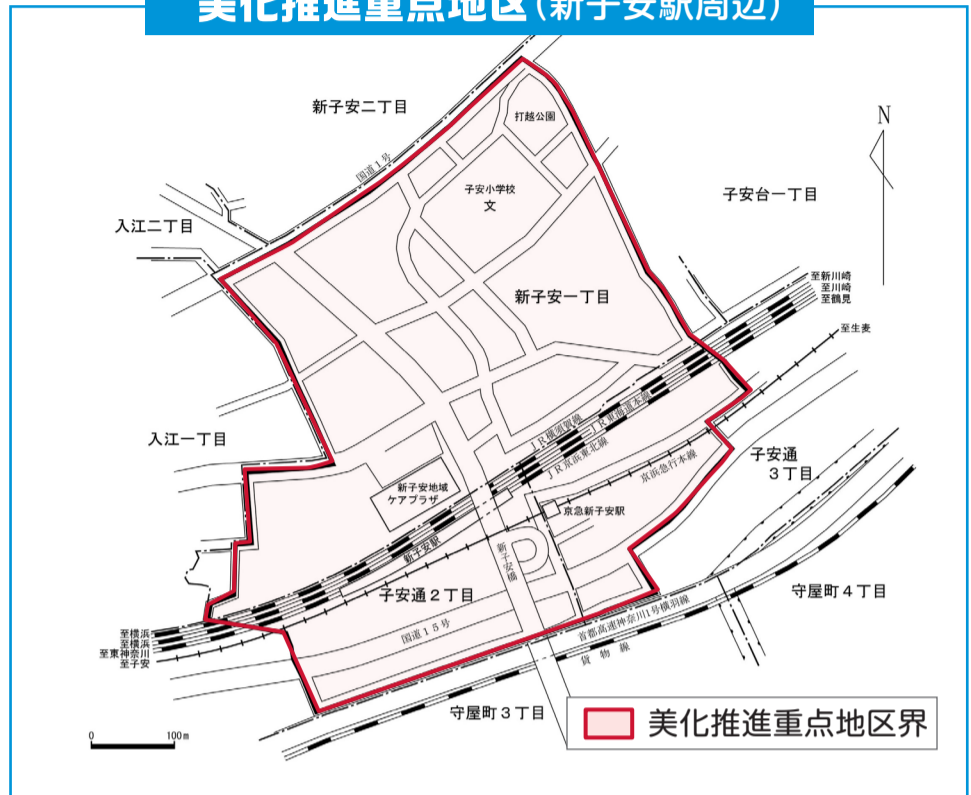 美化推進重点地区(新子安駅周辺)
新子安二丁目
打越公園
N
国道1号
子安小学校
文
子安台一丁目
入江二丁目
至新川崎
至川崎
至鶴見
新子安一丁目
至生麦
入江一丁目
JR横須賀線
JR東海道本線
JR京浜東北線
京浜急行本線
子安通
3丁目
新子安地域
ケアプラザ
京急新子安駅
新子安駅
新子安橋
子安通2丁目
守屋町4丁目
国道15号
首都高速神奈川1号横羽線
貨物線
至横浜
至横浜
至東神奈川
至子安
守屋町3丁目
美化推進重点地区界
0 100m